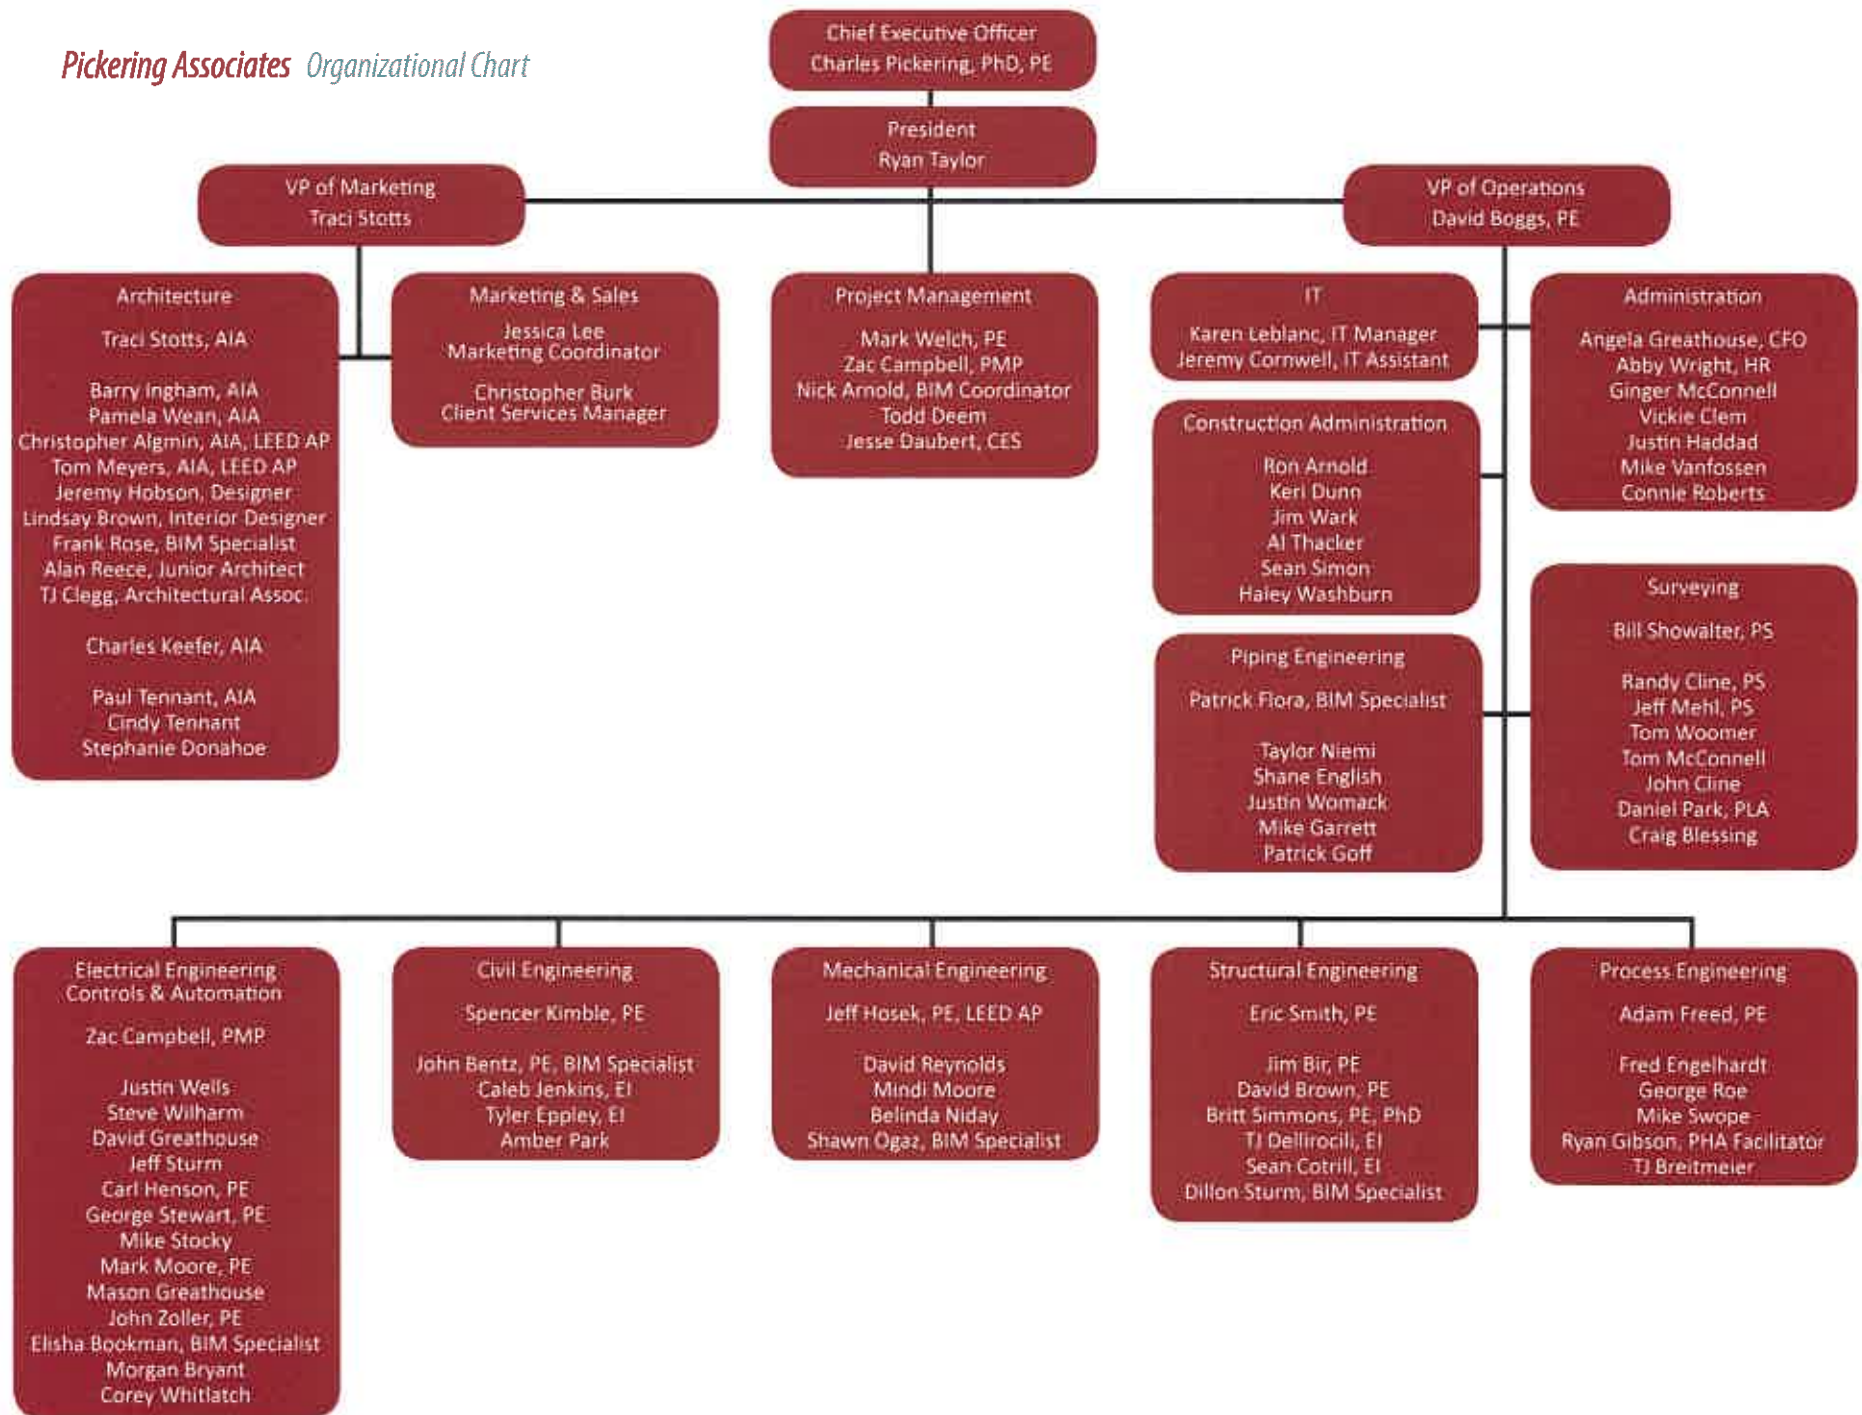 Pickering Associates Organizational Chart
Chief Executive Officer
Charles Pickering, PhD, PE
President
Ryan Taylor
VP of Marketing
Traci Stotts
VP of Operations
David Boggs, PE
Architecture
Traci Stotts, AIA
Barry Ingham, AIA
Pamela Wean, AIA
Christopher Algmin, AIA, LEED AP
Tom Meyers, AIA, LEED AP
Jeremy Hobson, Designer
Lindsay Brown, Interior Designer
Frank Rose, BIM Specialist
Alan Reece, Junior Architect
TJ Clegg, Architectural Assoc.
Charles Keefer, AIA
Paul Tennant, AIA
Cindy Tennant
Stephanie Donahoe
Marketing & Sales
Jessica Lee
Marketing Coordinator
Christopher Burk
Client Services Manager
Project Management
Mark Welch, PE
Zac Campbell, PMP
Nick Arnold, BIM Coordinator
Todd Deem
Jesse Daubert, CES
IT
Karen Leblanc, IT Manager
Jeremy Cornwell, IT Assistant
Administration
Angela Greathouse, CFO
Abby Wright, HR
Ginger McConnell
Vickie Clem
Justin Haddad
Mike Vanfossen
Connie Roberts
Construction Administration
Ron Arnold
Keri Dunn
Jim Wark
Al Thacker
Sean Simon
Haley Washburn
Surveying
Bill Showalter, PS
Randy Cline, PS
Jeff Mehl, PS
Tom Woomer
Tom McConnell
John Cline
Daniel Park, PLA
Craig Blessing
Piping Engineering
Patrick Flora, BIM Specialist
Taylor Niemi
Shane English
Justin Womack
Mike Garrett
Patrick Goff
Electrical Engineering
Controls & Automation
Zac Campbell, PMP
Justin Wells
Steve Wilharm
David Greathouse
Jeff Sturm
Carl Henson, PE
George Stewart, PE
Mike Stocky
Mark Moore, PE
Mason Greathouse
John Zoller, PE
Elisha Bookman, BIM Specialist
Morgan Bryant
Corey Whitlatch
Civil Engineering
Spencer Kimble, PE
John Bentz, PE, BIM Specialist
Caleb Jenkins, EI
Tyler Eppley, EI
Amber Park
Mechanical Engineering
Jeff Hosek, PE, LEED AP
David Reynolds
Mindi Moore
Belinda Niday
Shawn Ogaz, BIM Specialist
Structural Engineering
Eric Smith, PE
Jim Bir, PE
David Brown, PE
Britt Simmons, PE, PhD
TJ Dellirocili, EI
Sean Cotrill, EI
Dillon Sturm, BIM Specialist
Process Engineering
Adam Freed, PE
Fred Engelhardt
George Roe
Mike Swope
Ryan Gibson, PHA Facilitator
TJ Breitmeier